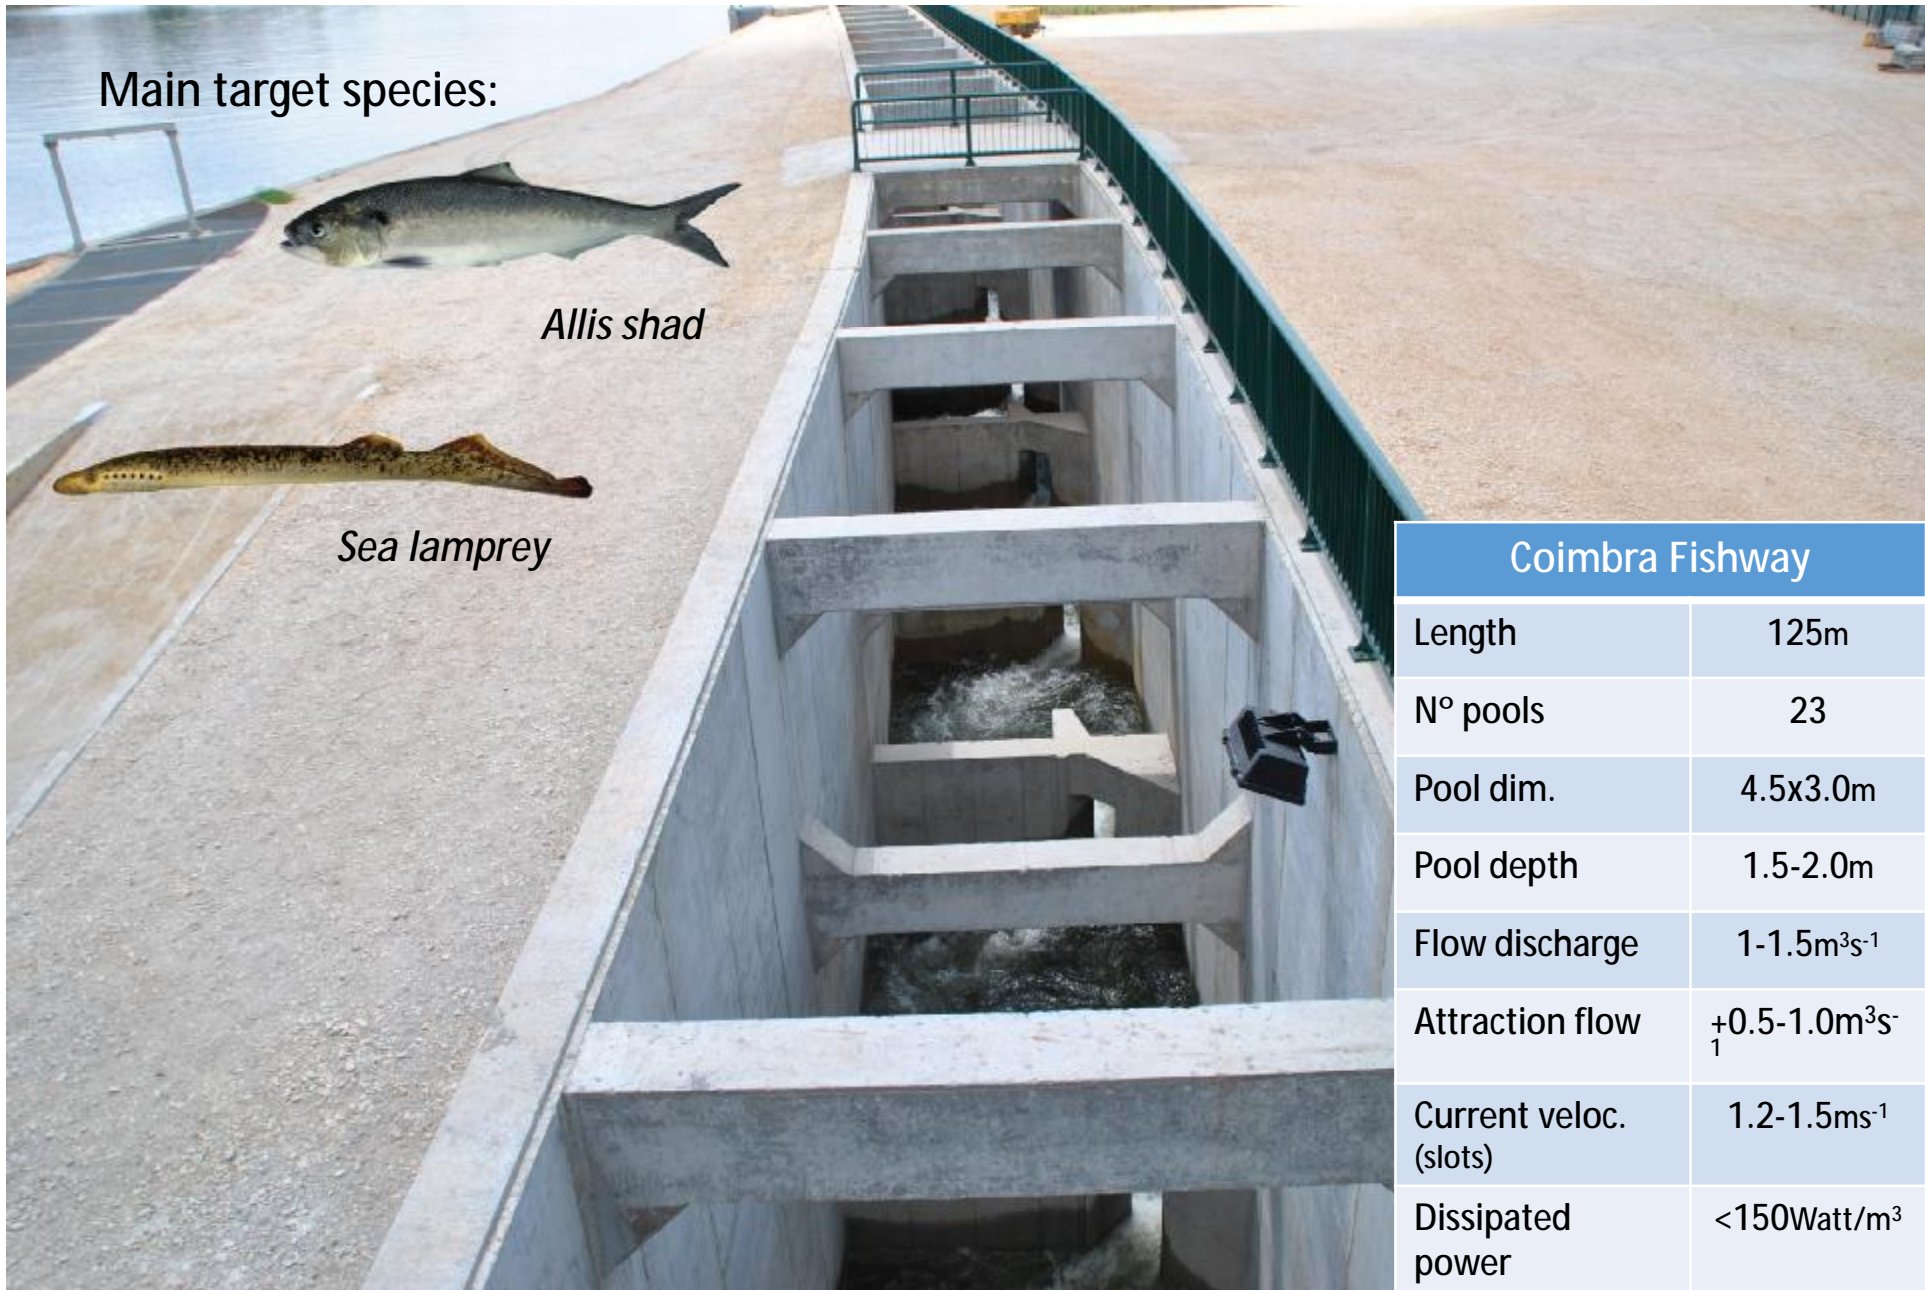 Main target species:
Allis shad
Sea lamprey
Coimbra Fishway
Length 125m
Nº pools 23
Pool dim. 4.5x3.0m
Pool depth 1.5-2.0m
Flow discharge 1-1.5m³s⁻¹
Attraction flow +0.5-1.0m³s⁻
¹
Current veloc. 1.2-1.5ms⁻¹
(slots)
Dissipated <150Watt/m³
power